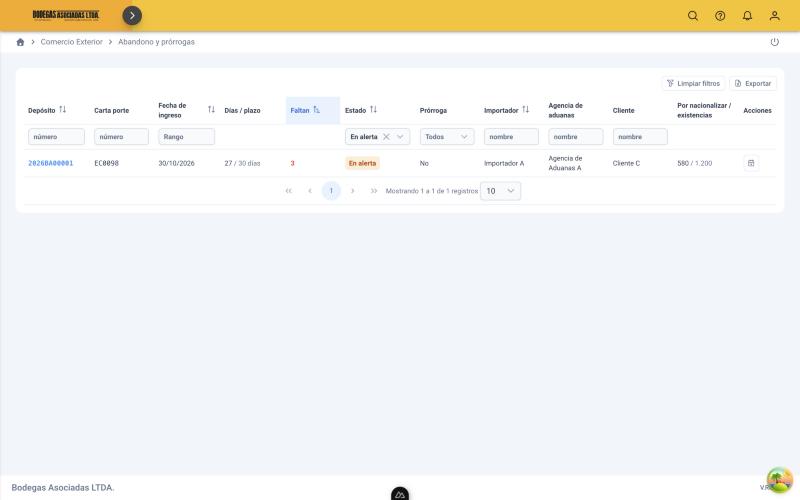 BODEGAS ASOCIADAS LTDA.
Comercio Exterior
Abandono y prórrogas
Limpiar filtros
Exportar
Depósito
Carta porte
Fecha de ingreso
Días / plazo
Faltan
Estado
Prórroga
Importador
Agencia de aduanas
Cliente
Por nacionalizar / existencias
Acciones
número
número
Rango
En alerta
Todos
nombre
nombre
nombre
2026BA00001
EC0098
30/10/2026
27 / 30 días
3
En alerta
No
Importador A
Agencia de Aduanas A
Cliente C
580 / 1.200
1
Mostrando 1 a 1 de 1 registros
10
Bodegas Asociadas LTDA.